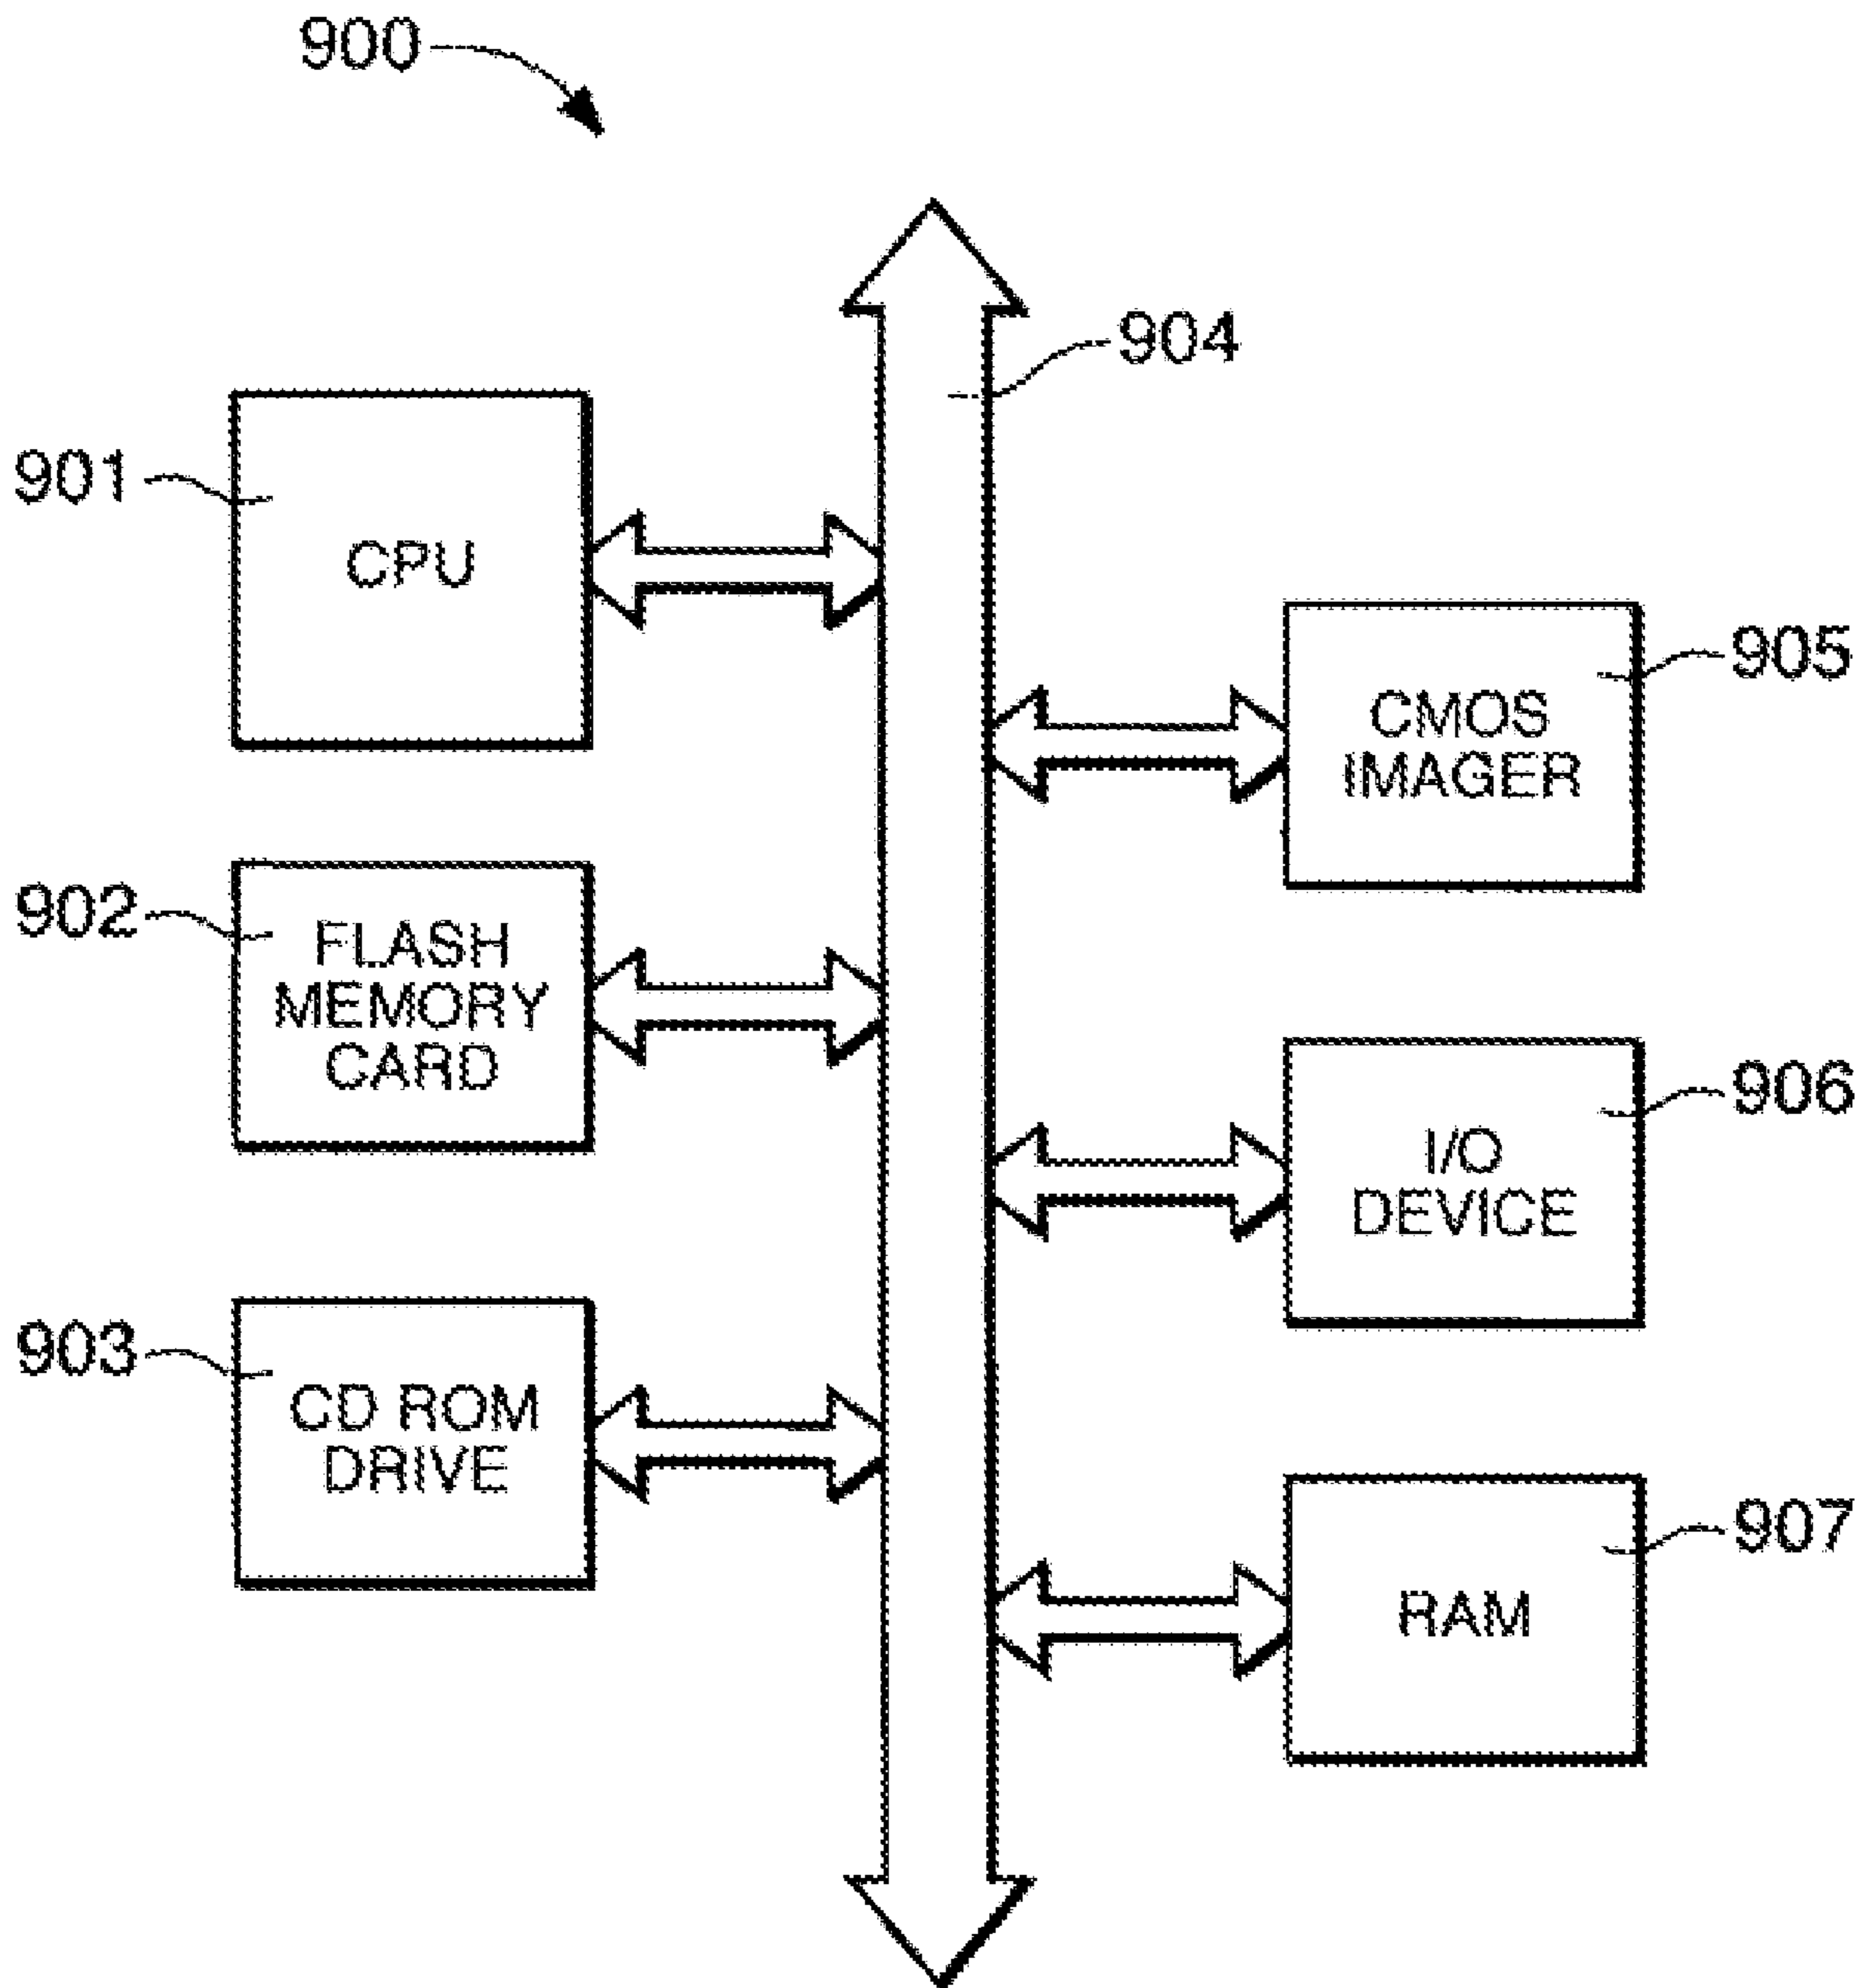 900
904
901
CPU
905
CMOS
IMAGER
902
FLASH
MEMORY
CARD
906
I/O
DEVICE
903
CD ROM
DRIVE
907
RAM